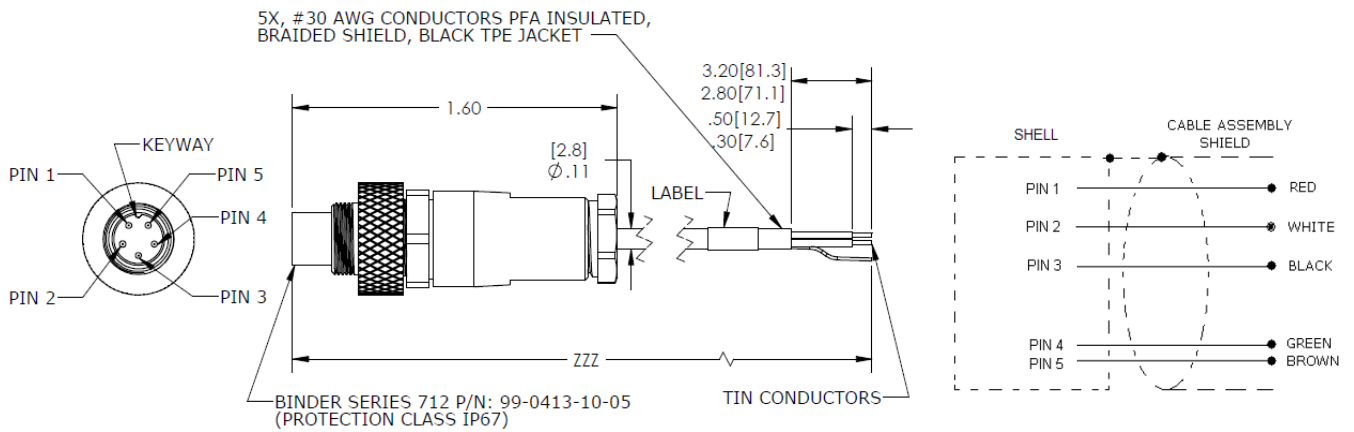 5X, #30 AWG CONDUCTORS PFA INSULATED,
BRAIDED SHIELD, BLACK TPE JACKET
3.20[81.3]
2.80[71.1]
1.60
.50[12.7]
.30[7.6]
[2.8]
Ø.11
KEYWAY
PIN 1
PIN 5
PIN 4
PIN 2
PIN 3
LABEL
ZZZ
BINDER SERIES 712 P/N: 99-0413-10-05
(PROTECTION CLASS IP67)
TIN CONDUCTORS
SHELL
CABLE ASSEMBLY
SHIELD
PIN 1
RED
PIN 2
WHITE
PIN 3
BLACK
PIN 4
GREEN
PIN 5
BROWN